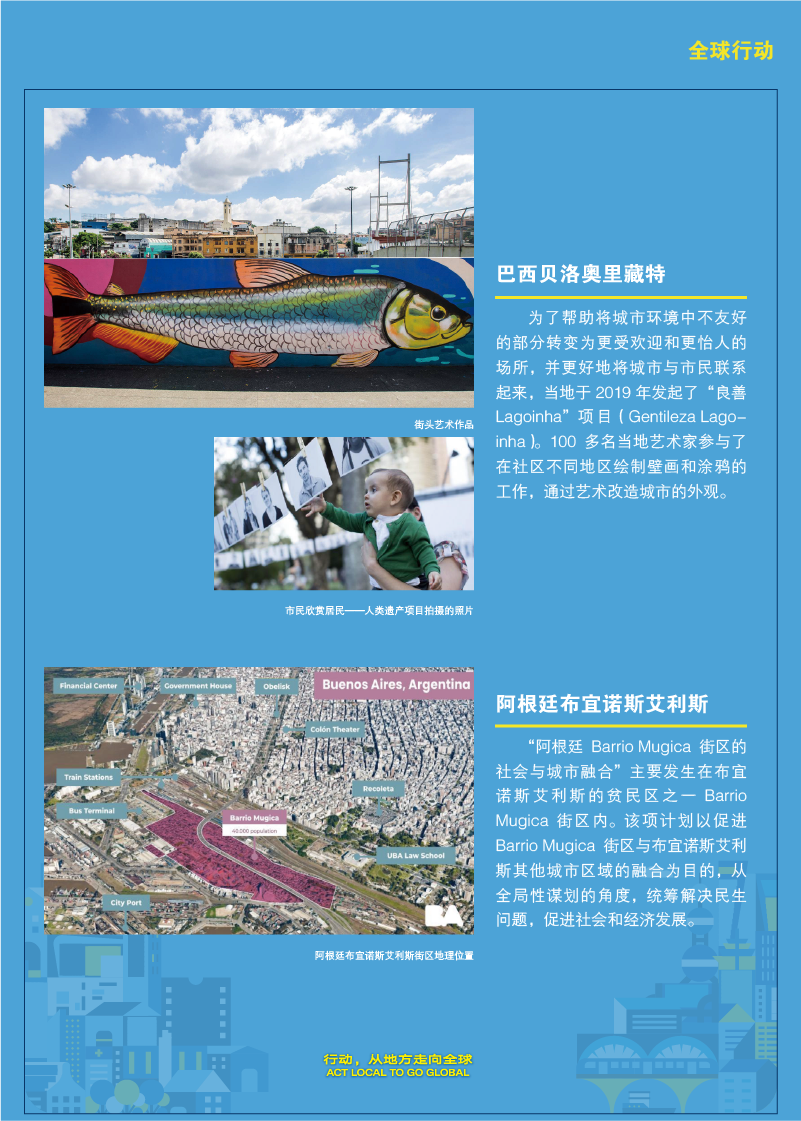 全球行动
巴西贝洛奥里藏特
为了帮助将城市环境中不友好
的部分转变为更受欢迎和更怡人的
场所，并更好地将城市与市民联系
起来，当地于 2019 年发起了“良善
Lagoinha”项目（Gentileza Lago-
inha）。100 多名当地艺术家参与了
在社区不同地区绘制壁画和涂鸦的
工作，通过艺术改造城市的外观。
街头艺术作品
市民欣赏居民——人类遗产项目拍摄的照片
Financial Center
Government House
Obelisk
Buenos Aires, Argentina
Colón Theater
Train Stations
Recoleta
Bus Terminal
Barrio Mugica
40.000 population
UBA Law School
City Port
BA
阿根廷布宜诺斯艾利斯街区地理位置
阿根廷布宜诺斯艾利斯
“阿根廷 Barrio Mugica 街区的
社会与城市融合”主要发生在布宜
诺斯艾利斯的贫民区之一 Barrio
Mugica 街区内。该项计划以促进
Barrio Mugica 街区与布宜诺斯艾利
斯其他城市区域的融合为目的，从
全局性谋划的角度，统筹解决民生
问题，促进社会和经济发展。
行动，从地方走向全球
ACT LOCAL TO GO GLOBAL